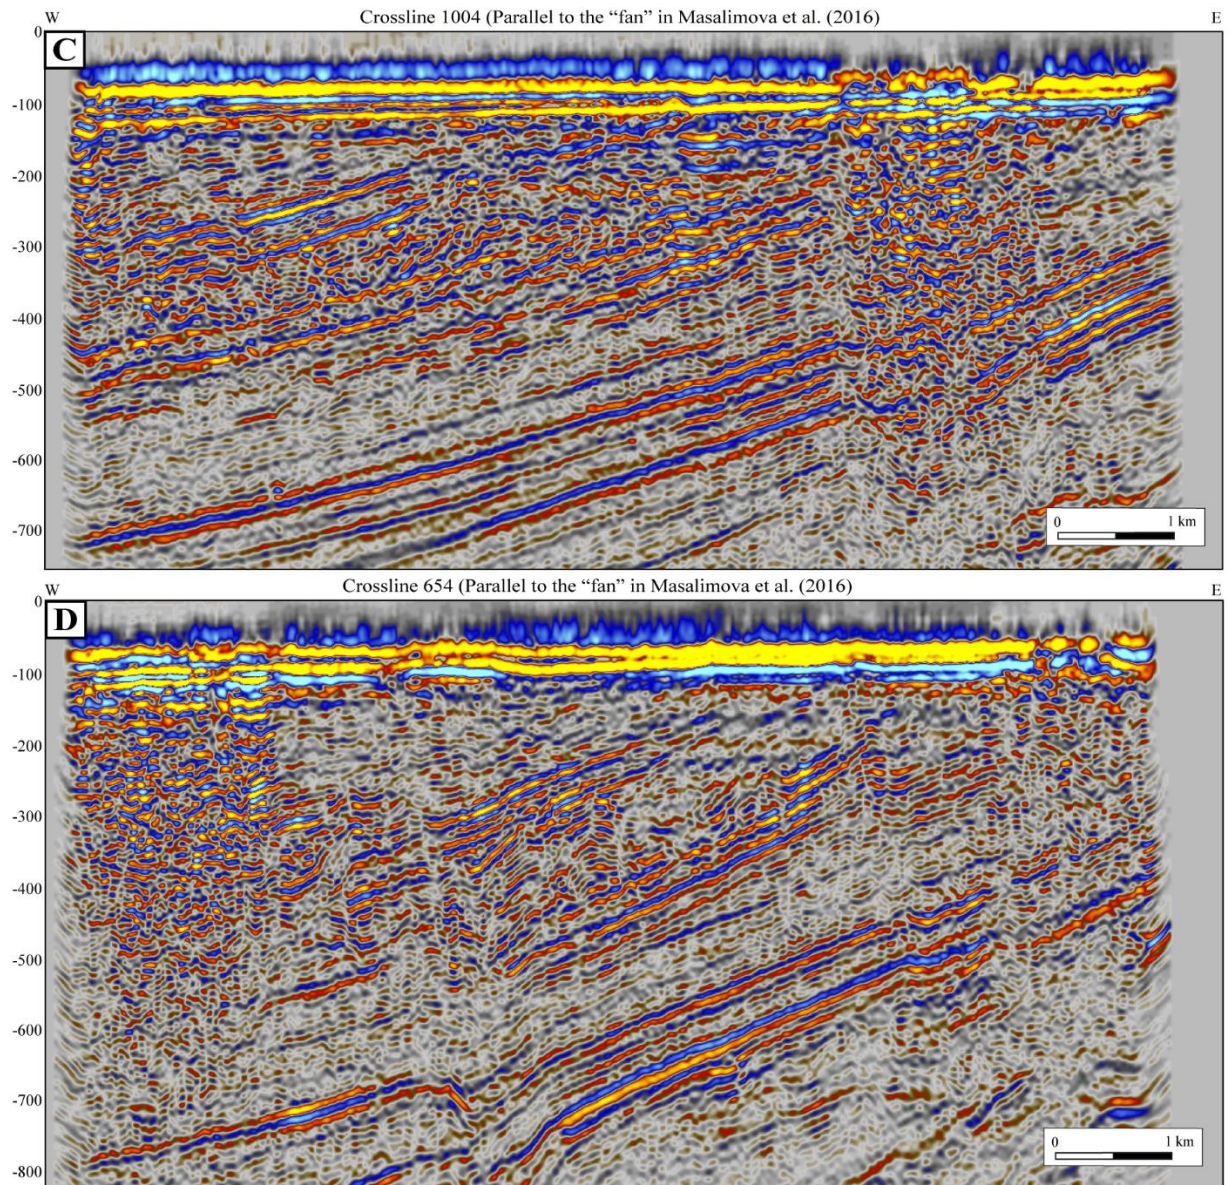 W Crossline 1004 (Parallel to the “fan” in Masalimova et al. (2016) E
C
0
-100
-200
-300
-400
-500
-600
-700
0 1 km
W Crossline 654 (Parallel to the “fan” in Masalimova et al. (2016) E
D
0
-100
-200
-300
-400
-500
-600
-700
-800
0 1 km